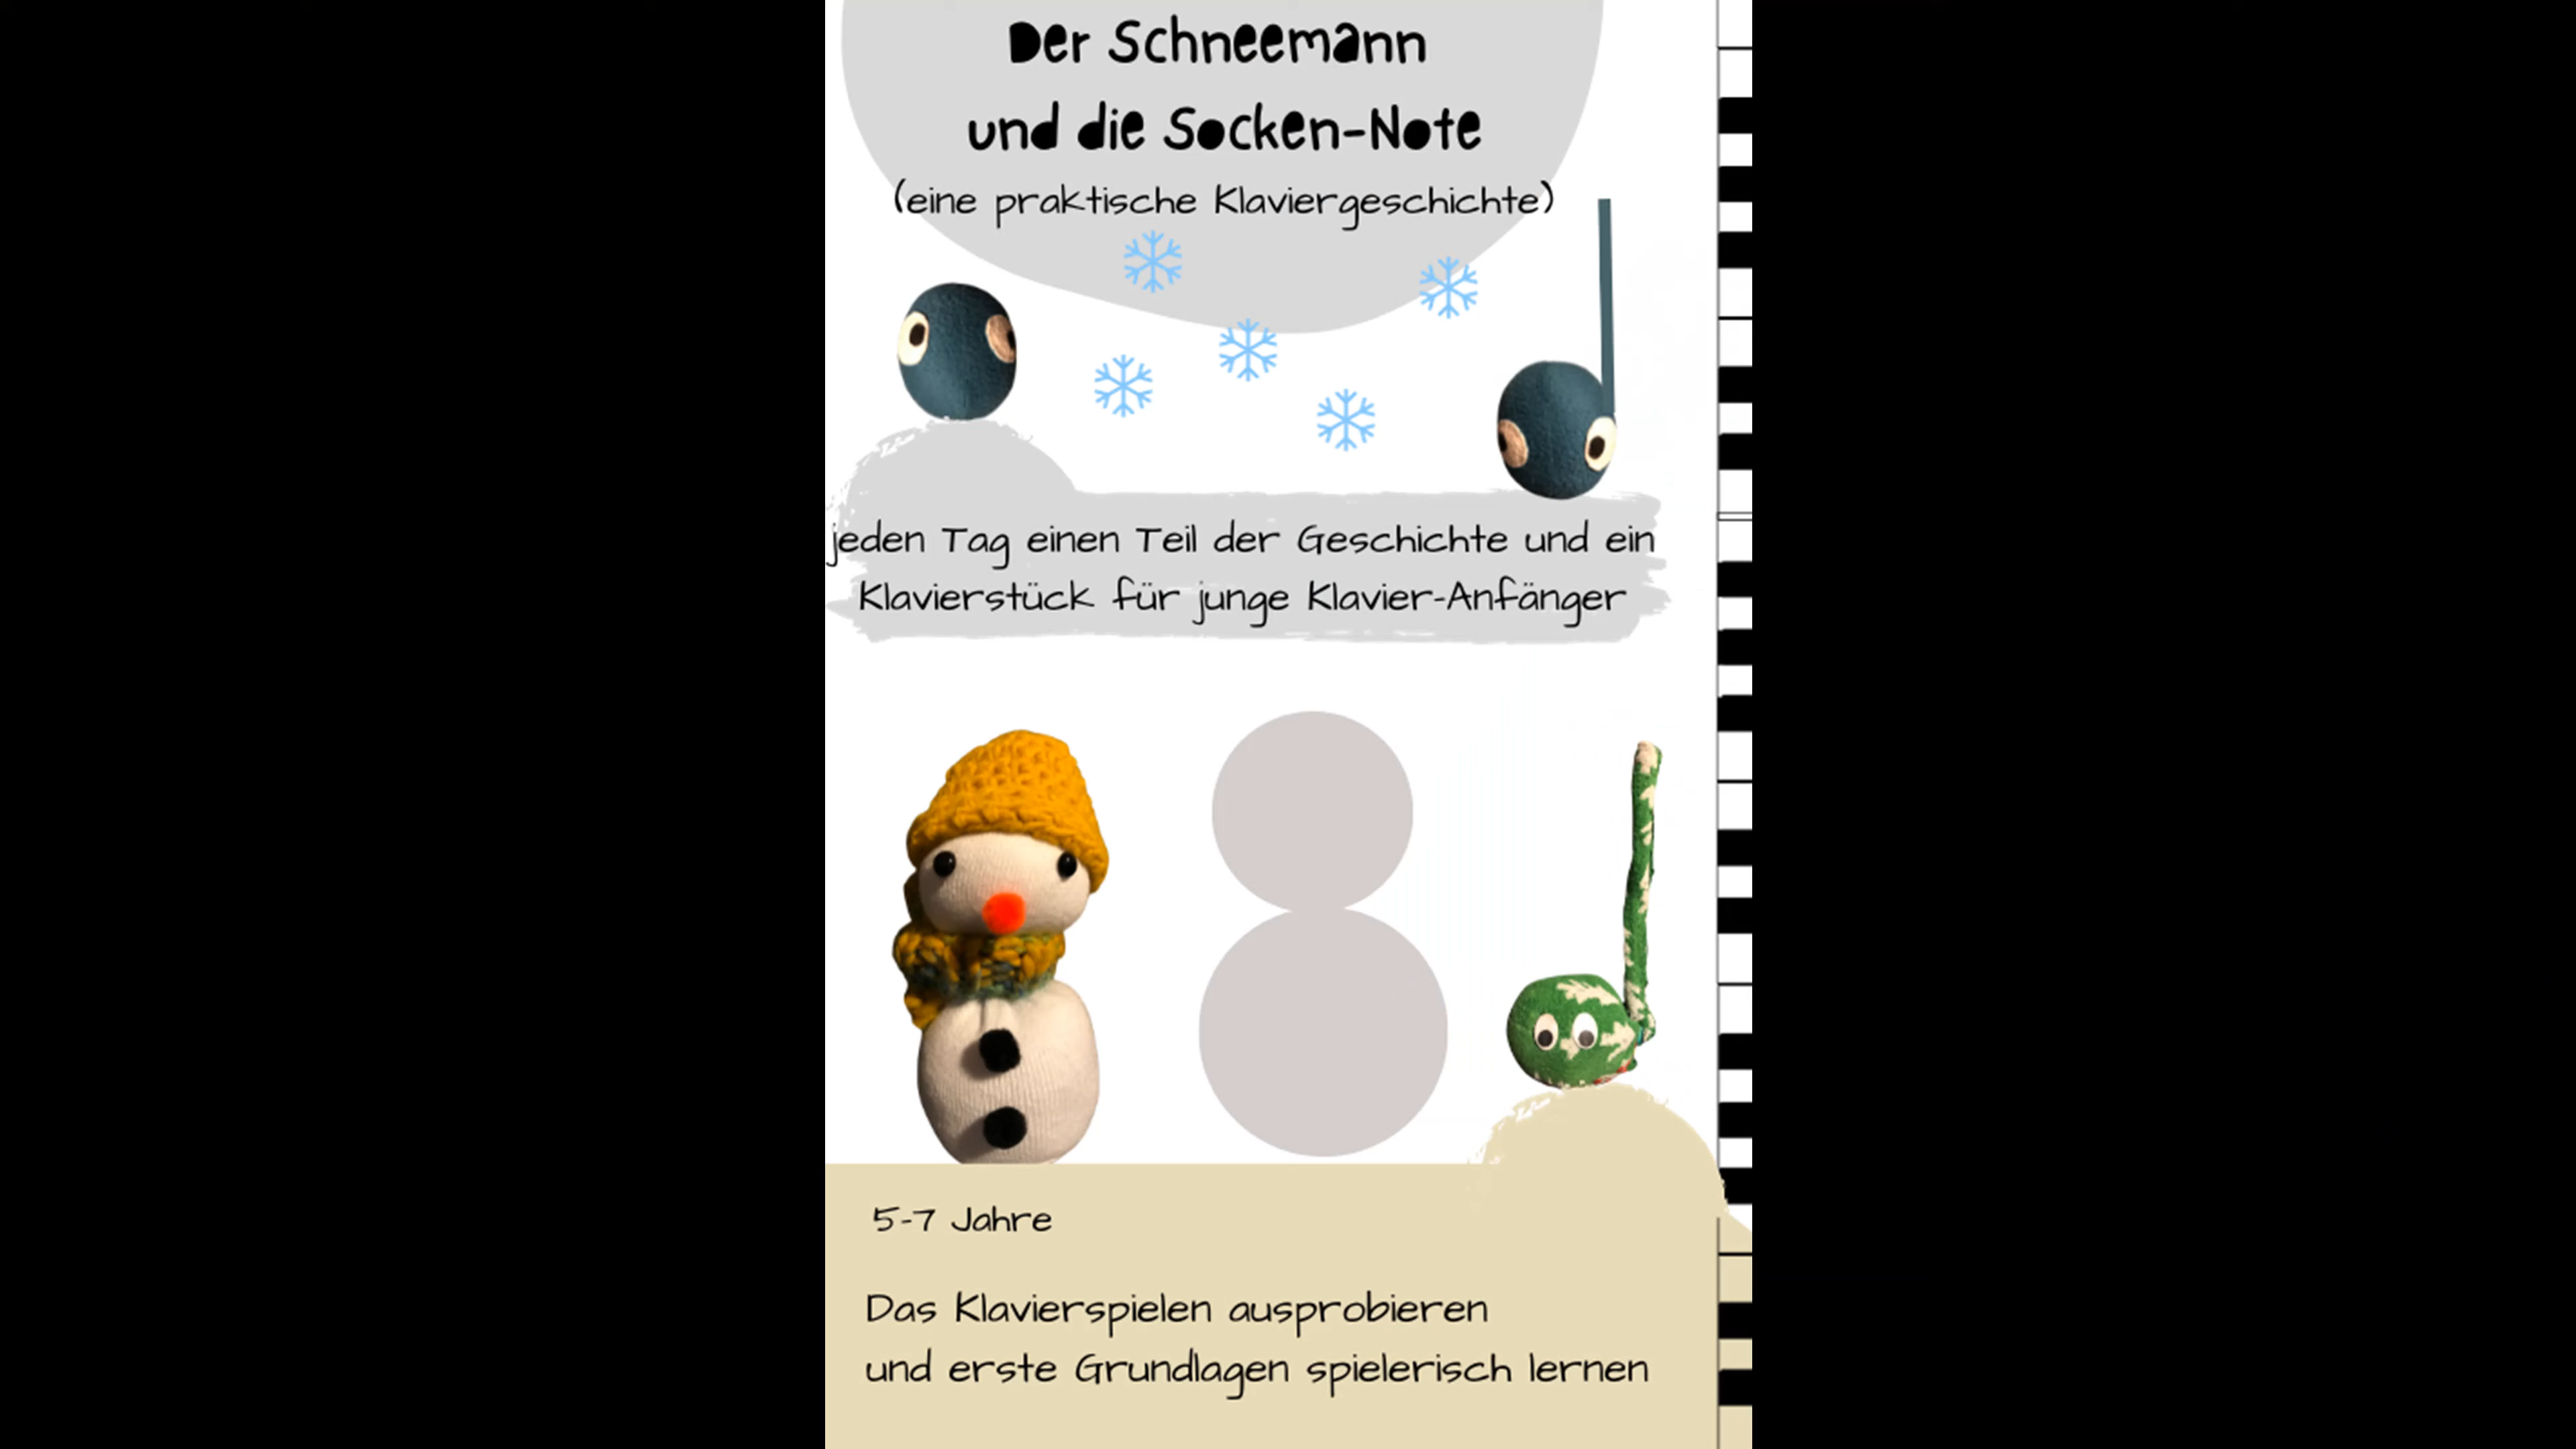 Der Schneemann
und die Socken-Note
(eine praktische Klaviergeschichte)
jeden Tag einen Teil der Geschichte und ein
Klavierstück für junge Klavier-Anfänger
5-7 Jahre
Das Klavierspielen ausprobieren
und erste Grundlagen spielerisch lernen